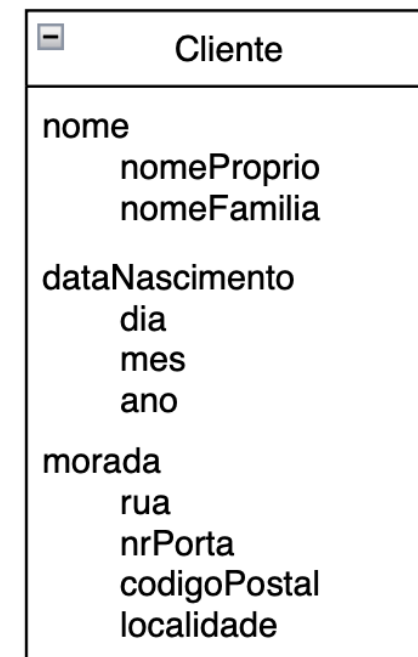 Cliente
nome
nomeProprio
nomeFamilia
dataNascimento
dia
mes
ano
morada
rua
nrPorta
codigoPostal
localidade